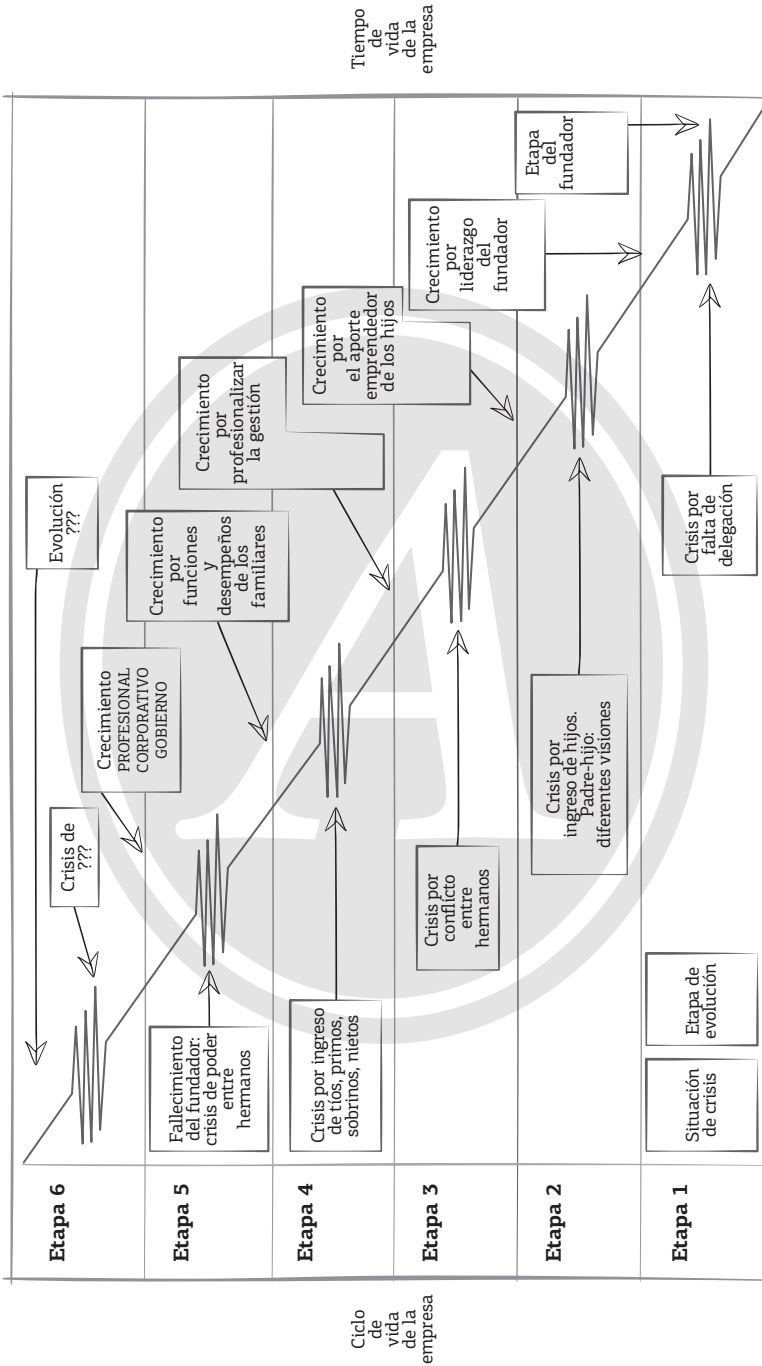 Ciclo
de
vida
de la
empresa
Tiempo
de
vida
de la
empresa
Etapa 6
Crisis de
???
Evolución
???
Etapa 5
Fallecimiento
del fundador:
crisis de poder
entre
hermanos
Crecimiento
PROFESIONAL
CORPORATIVO
GOBIERNO
Etapa 4
Crisis por ingreso
de tíos, primos,
sobrinos, nietos
Crecimiento
por
funciones
y
desempeños
de los
familiares
Etapa 3
Crisis por
conflicto
entre
hermanos
Crecimiento
por
profesionalizar
la gestión
Etapa 2
Crisis por
ingreso de hijos.
Padre-hijo:
diferentes visiones
Crecimiento
por
el aporte
emprendedor
de los hijos
Etapa 1
Crisis por
falta de
delegación
Crecimiento
por
liderazgo
del
fundador
Etapa
del
fundador
Situación
de crisis
Etapa de
evolución
A